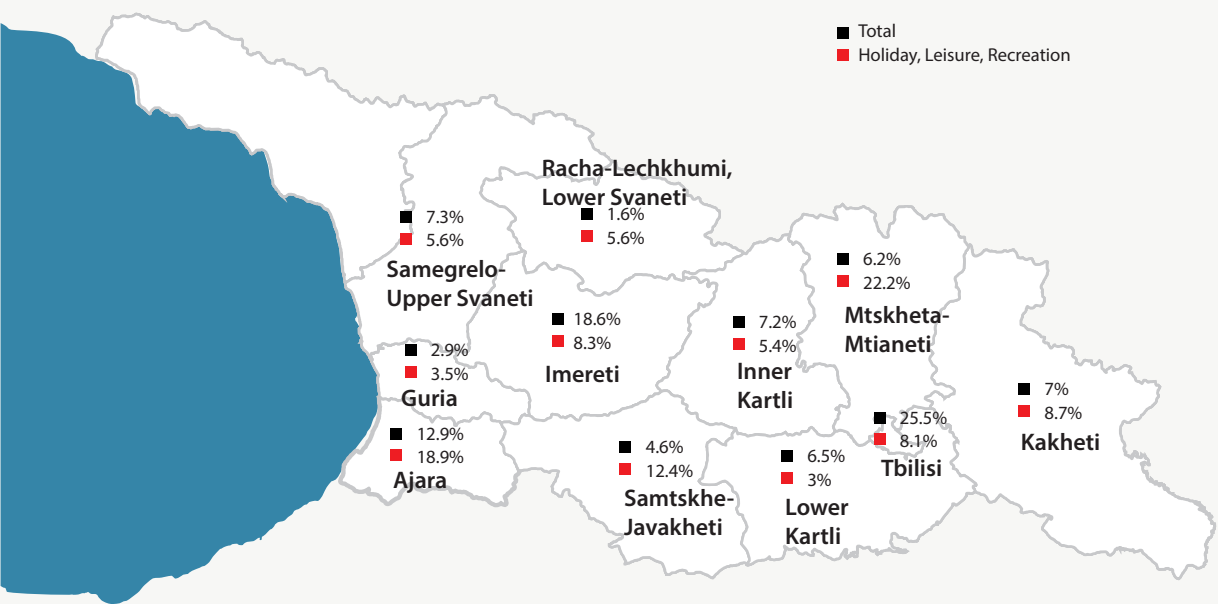 Total
Holiday, Leisure, Recreation
Racha-Lechkhumi,
Lower Svaneti
1.6%
5.6%
7.3%
5.6%
Samegrelo-
Upper Svaneti
6.2%
22.2%
Mtskheta-
Mtianeti
18.6%
8.3%
Imereti
7.2%
5.4%
Inner
Kartli
2.9%
3.5%
Guria
7%
8.7%
Kakheti
25.5%
8.1%
Tbilisi
12.9%
18.9%
Ajara
4.6%
12.4%
Samtskhe-
Javakheti
6.5%
3%
Lower
Kartli